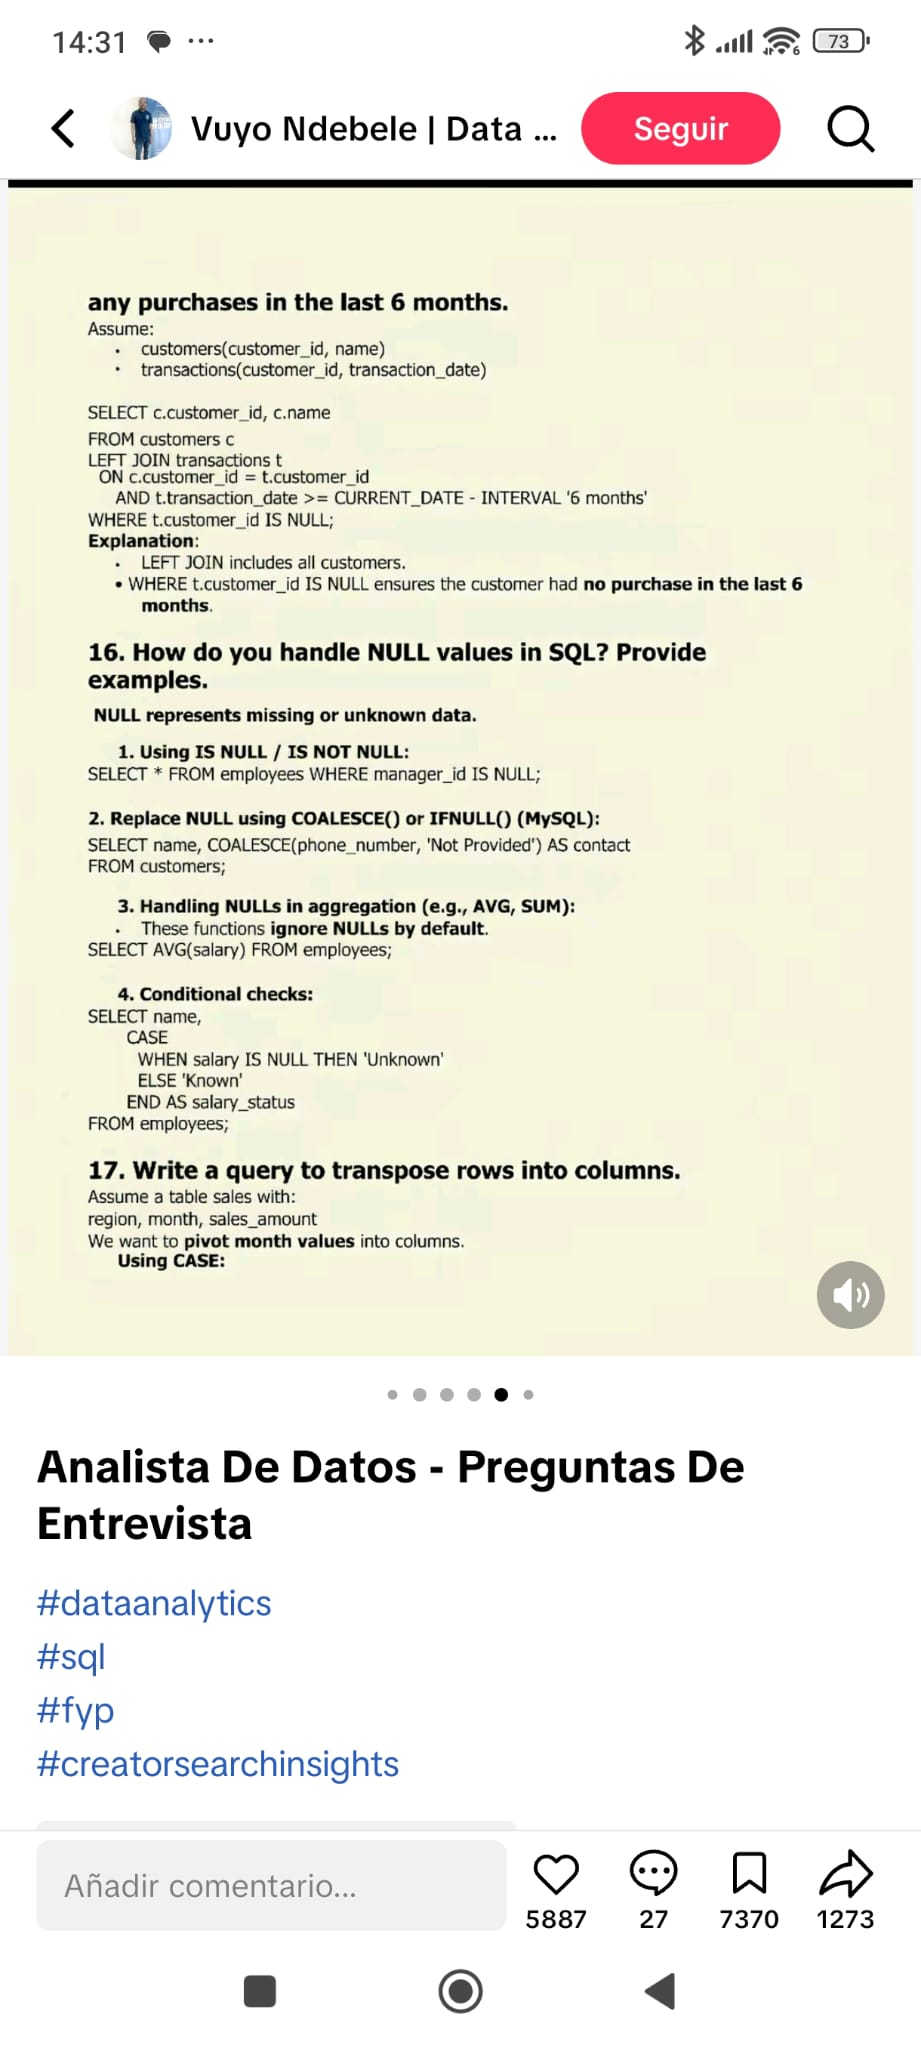 14:31 ...
73
Vuyo Ndebele | Data ...
Seguir
any purchases in the last 6 months.
Assume:
• customers(customer_id, name)
• transactions(customer_id, transaction_date)
SELECT c.customer_id, c.name
FROM customers c
LEFT JOIN transactions t
ON c.customer_id = t.customer_id
AND t.transaction_date >= CURRENT_DATE - INTERVAL '6 months'
WHERE t.customer_id IS NULL;
Explanation:
• LEFT JOIN includes all customers.
• WHERE t.customer_id IS NULL ensures the customer had no purchase in the last 6
months.
16. How do you handle NULL values in SQL? Provide
examples.
NULL represents missing or unknown data.
1. Using IS NULL / IS NOT NULL:
SELECT * FROM employees WHERE manager_id IS NULL;
2. Replace NULL using COALESCE() or IFNULL() (MySQL):
SELECT name, COALESCE(phone_number, 'Not Provided') AS contact
FROM customers;
3. Handling NULLs in aggregation (e.g., AVG, SUM):
• These functions ignore NULLs by default.
SELECT AVG(salary) FROM employees;
4. Conditional checks:
SELECT name,
CASE
WHEN salary IS NULL THEN 'Unknown'
ELSE 'Known'
END AS salary_status
FROM employees;
17. Write a query to transpose rows into columns.
Assume a table sales with:
region, month, sales_amount
We want to pivot month values into columns.
Using CASE:
Analista De Datos - Preguntas De
Entrevista
#dataanalytics
#sql
#fyp
#creatorsearchinsights
Añadir comentario...
5887
27
7370
1273